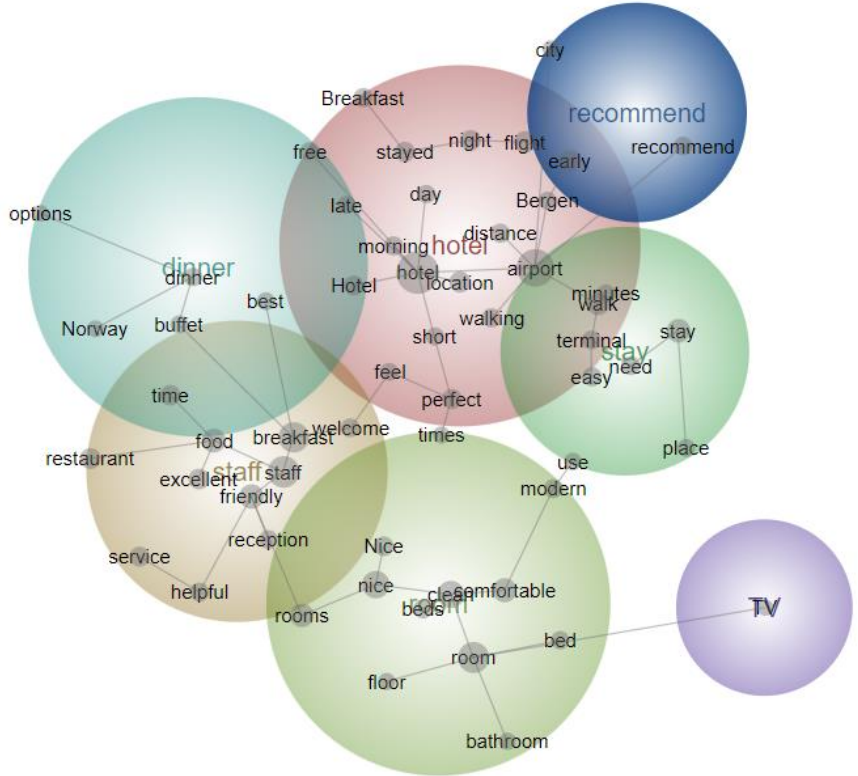 city
Breakfast
recommend
night
flight
recommend
free
stayed
early
day
Bergen
late
options
distance
morning
hotel
dinner
hotel
airport
dinner
Hotel
location
minutes
best
walk
Norway
buffet
walking
stay
short
terminal
stay
need
feel
easy
time
perfect
welcome
times
food
breakfast
place
restaurant
use
staff
staff
excellent
modern
friendly
reception
Nice
service
nice
comfortable
helpful
clean
room
beds
TV
TV
rooms
bed
room
floor
bathroom